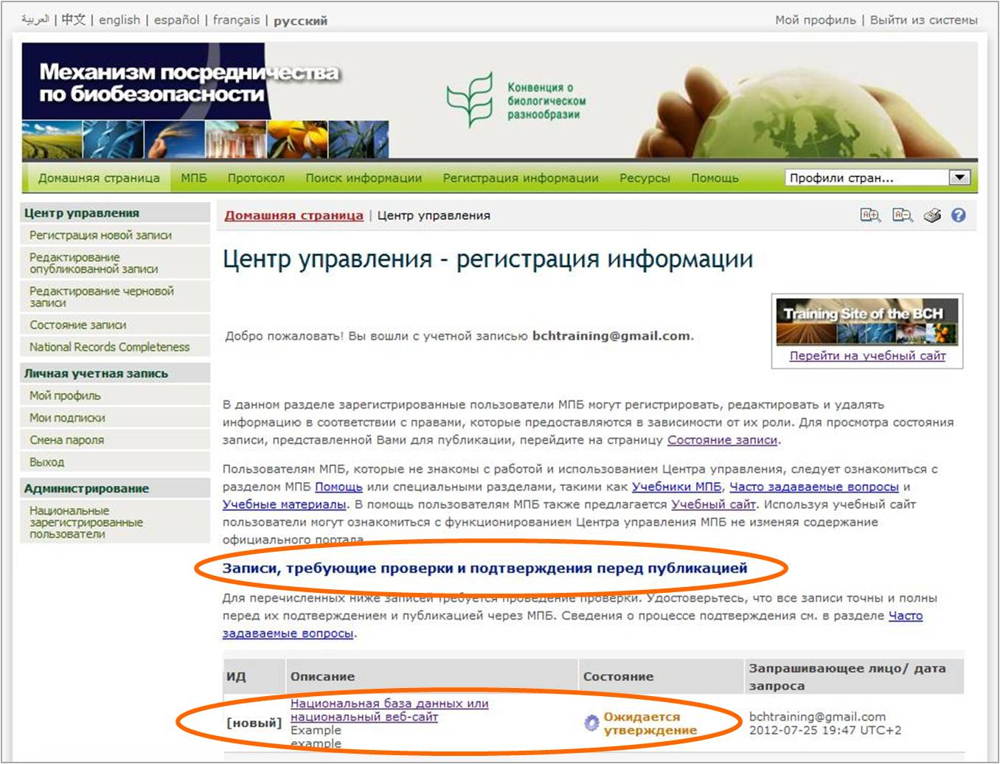 العربية | 中文 | english | español | français | русский
Мой профиль | Выйти из системы
Механизм посредничества
по биобезопасности
Конвенция о
биологическом
разнообразии
Домашняя страница МПБ Протокол Поиск информации Регистрация информации Ресурсы Помощь Профили стран...
Центр управления
Регистрация новой записи
Редактирование
опубликованной записи
Редактирование черновой
записи
Состояние записи
National Records Completeness
Личная учетная запись
Мой профиль
Мои подписки
Смена пароля
Выход
Администрирование
Национальные
зарегистрированные
пользователи
Домашняя страница | Центр управления
Центр управления – регистрация информации
Training Site of the BCH
Перейти на учебный сайт
Добро пожаловать! Вы вошли с учетной записью bchtraining@gmail.com.
В данном разделе зарегистрированные пользователи МПБ могут регистрировать, редактировать и удалять
информацию в соответствии с правами, которые предоставляются в зависимости от их роли. Для просмотра состояния
записи, представленной Вами для публикации, перейдите на страницу Состояние записи.
Пользователям МПБ, которые не знакомы с работой и использованием Центра управления, следует ознакомиться с
разделом МПБ Помощь или специальными разделами, такими как Учебники МПБ, Часто задаваемые вопросы и
Учебные материалы. В помощь пользователям МПБ также предлагается Учебный сайт. Используя учебный сайт
пользователи могут ознакомиться с функционированием Центра управления МПБ не изменяя содержание
официального портала.
Записи, требующие проверки и подтверждения перед публикацией
Для перечисленных ниже записей требуется проведение проверки. Удостоверьтесь, что все записи точны и полны
перед их подтверждением и публикацией через МПБ. Сведения о процессе подтверждения см. в разделе Часто
задаваемые вопросы.
ИД Описание Состояние Запрашивающее лицо/ дата
запроса
[новый] Национальная база данных или
национальный веб-сайт
Example
example
Ожидается
утверждение
bchtraining@gmail.com
2012-07-25 19:47 UTC+2